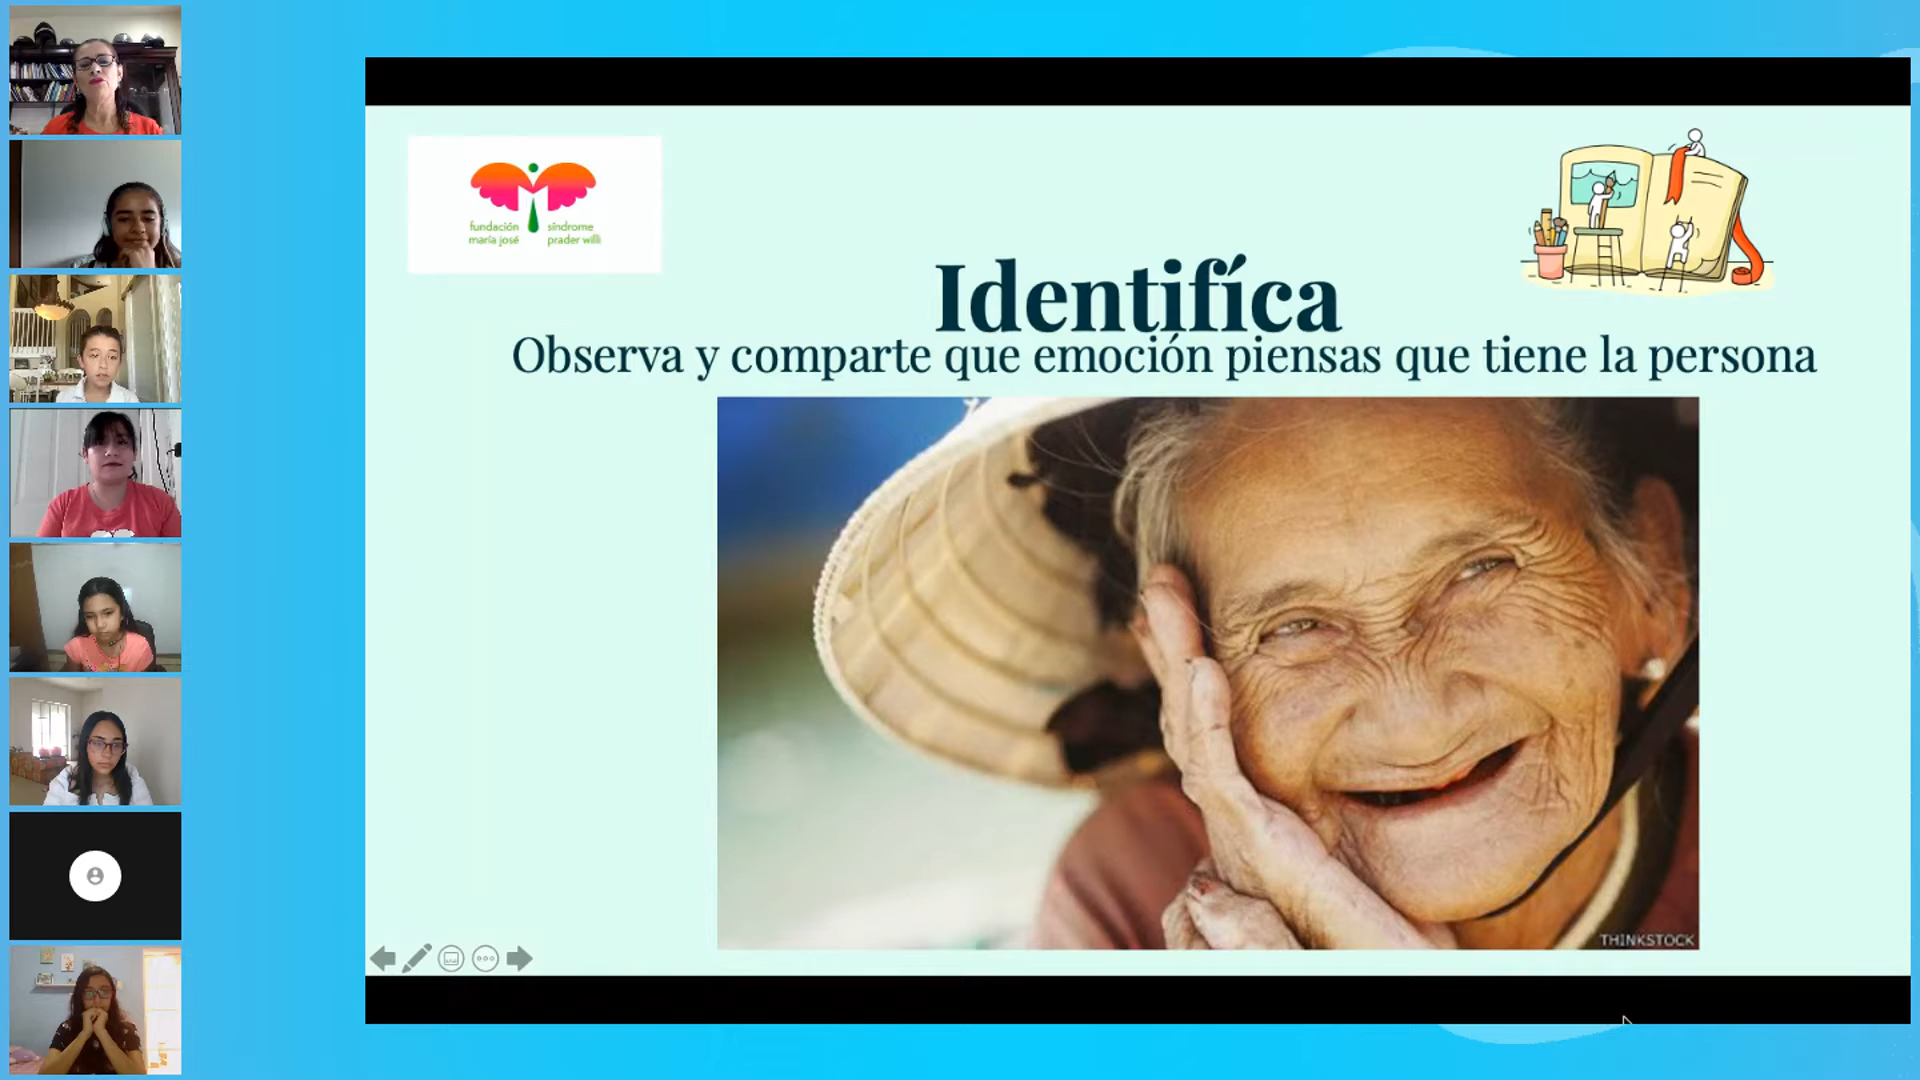 fundación síndrome
maría josé prader willi
Identifíca
Observa y comparte que emoción piensas que tiene la persona
THINKSTOCK